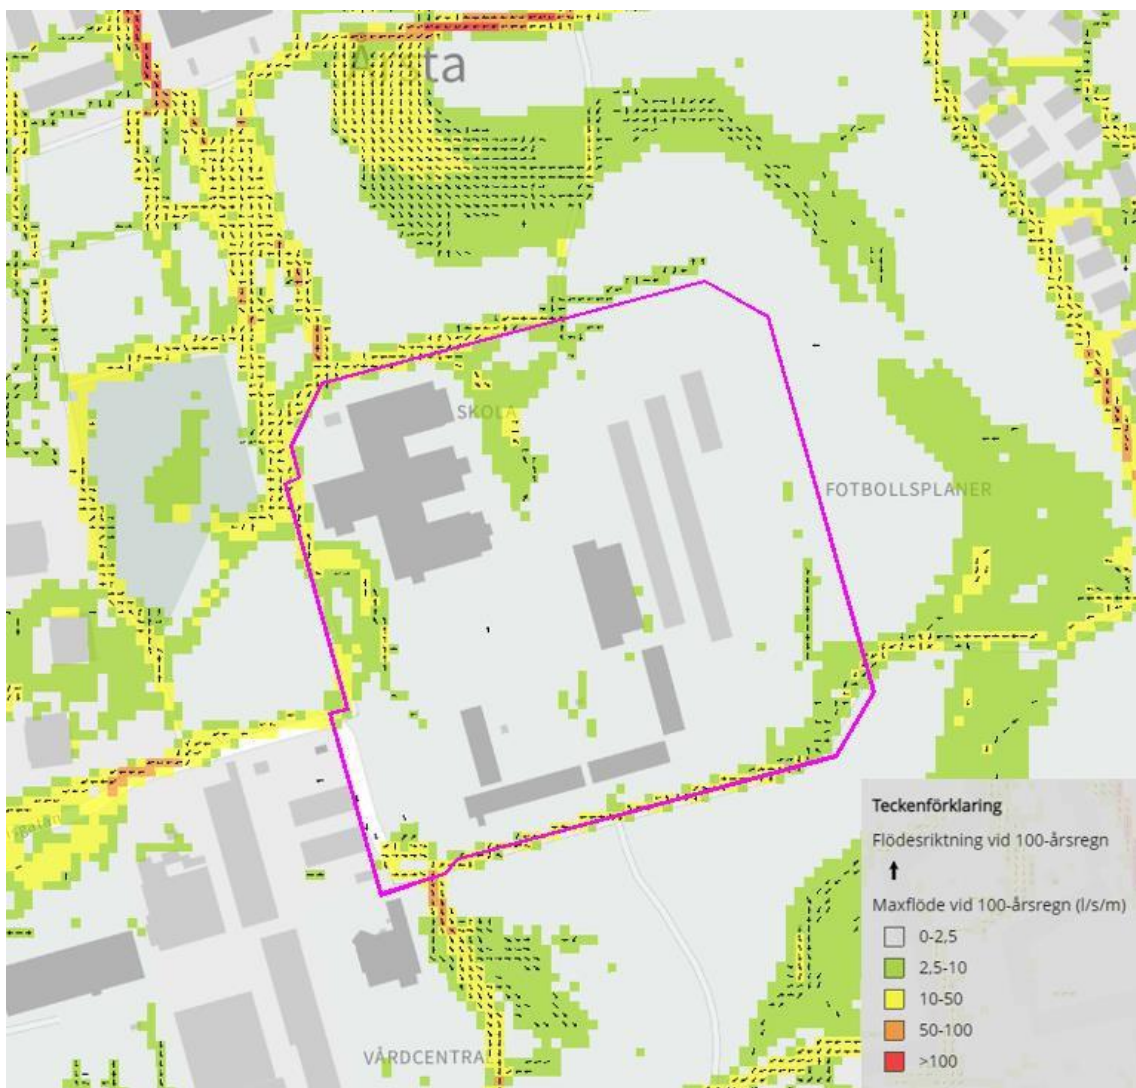 SKOLA
FOTBOLLSPLANER
VÅRDCENTRA
Teckenförklaring
Flödesriktning vid 100-årsregn
Maxflöde vid 100-årsregn (l/s/m)
0-2,5
2,5-10
10-50
50-100
>100